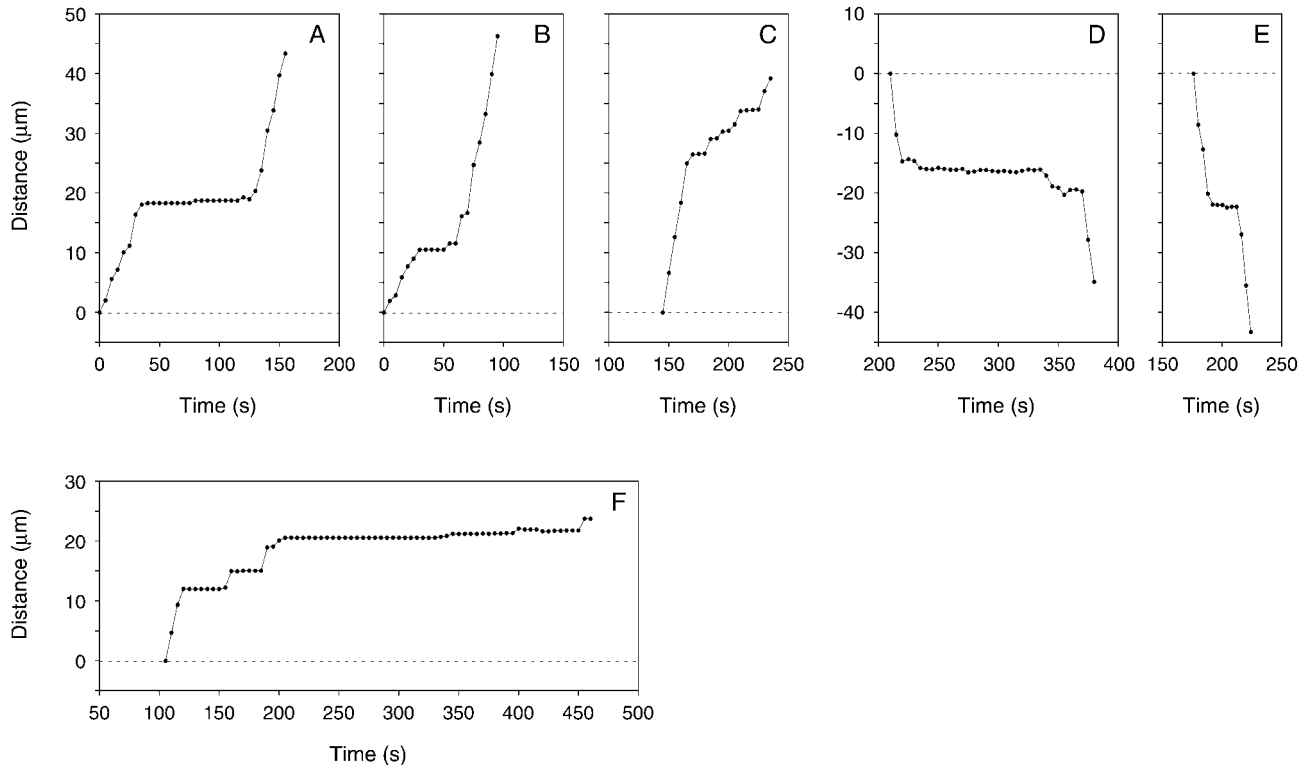 50 A B C 10 D E
40 0
30 -10
20 -20
10 -30
0 -40
0 50 100 150 200 0 50 100 150 100 150 200 250 200 250 300 350 400 150 200 250
Distance (μm)
Time (s) Time (s) Time (s) Time (s) Time (s)
30 F
20
10
0
50 100 150 200 250 300 350 400 450 500
Distance (μm)
Time (s)